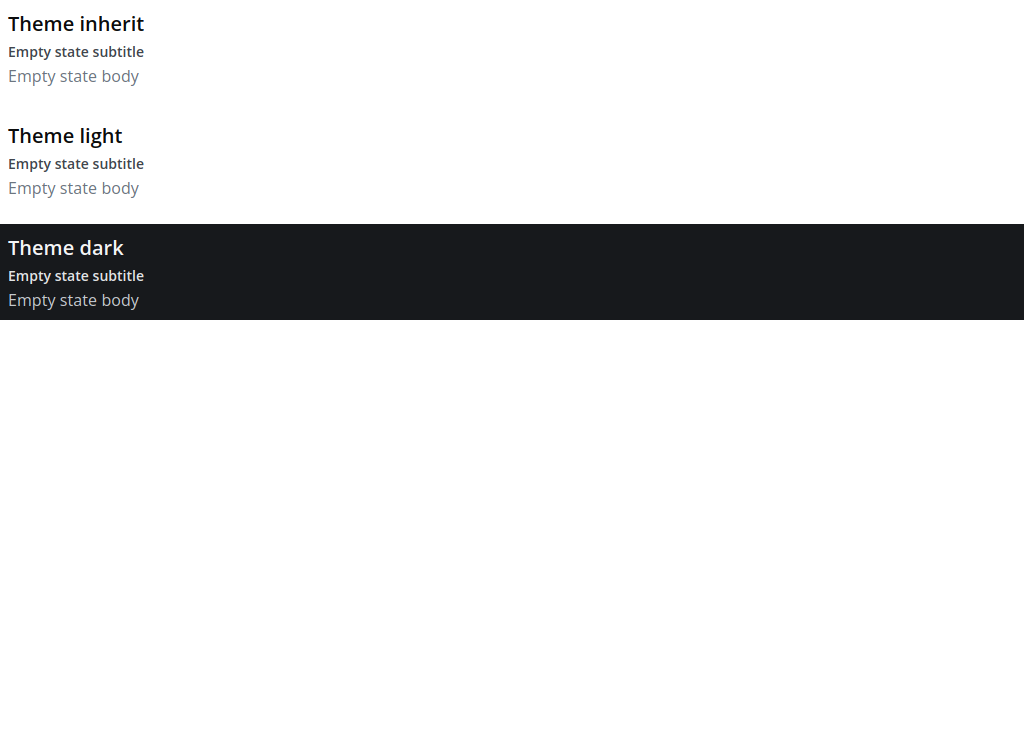 Theme inherit
Empty state subtitle
Empty state body
Theme light
Empty state subtitle
Empty state body
Theme dark
Empty state subtitle
Empty state body